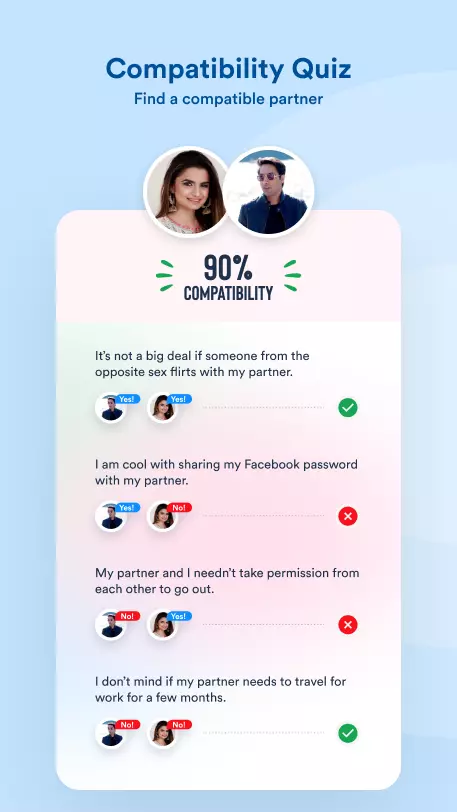 Compatibility Quiz
Find a compatible partner
90%
COMPATIBILITY
It's not a big deal if someone from the
opposite sex flirts with my partner.
Yes! Yes!
I am cool with sharing my Facebook password
with my partner.
Yes! No!
My partner and I needn't take permission from
each other to go out.
No! Yes!
I don't mind if my partner needs to travel for
work for a few months.
No! No!